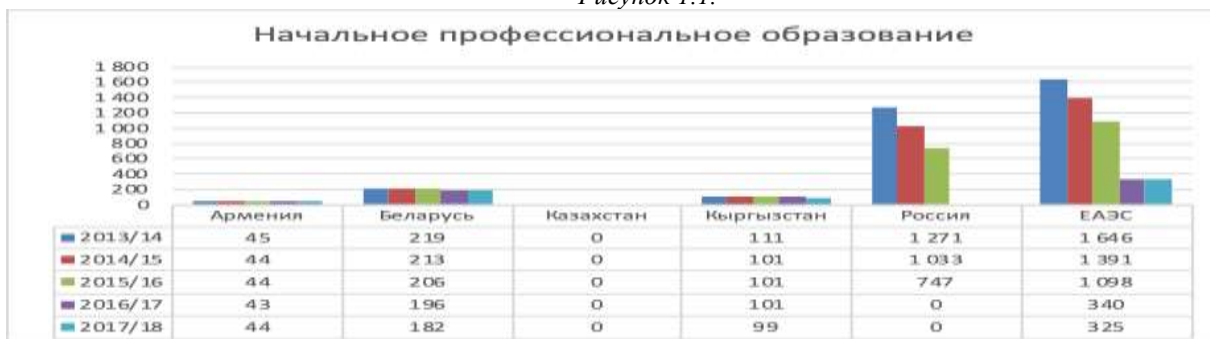 Рисунок 1.1.
Начальное профессиональное образование
1 800
1 600
1 400
1 200
1 000
800
600
400
200
0
Армения Беларусь Казахстан Кыргызстан Россия ЕАЭС
2013/14 45 219 0 111 1 271 1 646
2014/15 44 213 0 101 1 033 1 391
2015/16 44 206 0 101 747 1 098
2016/17 43 196 0 101 0 340
2017/18 44 182 0 99 0 325